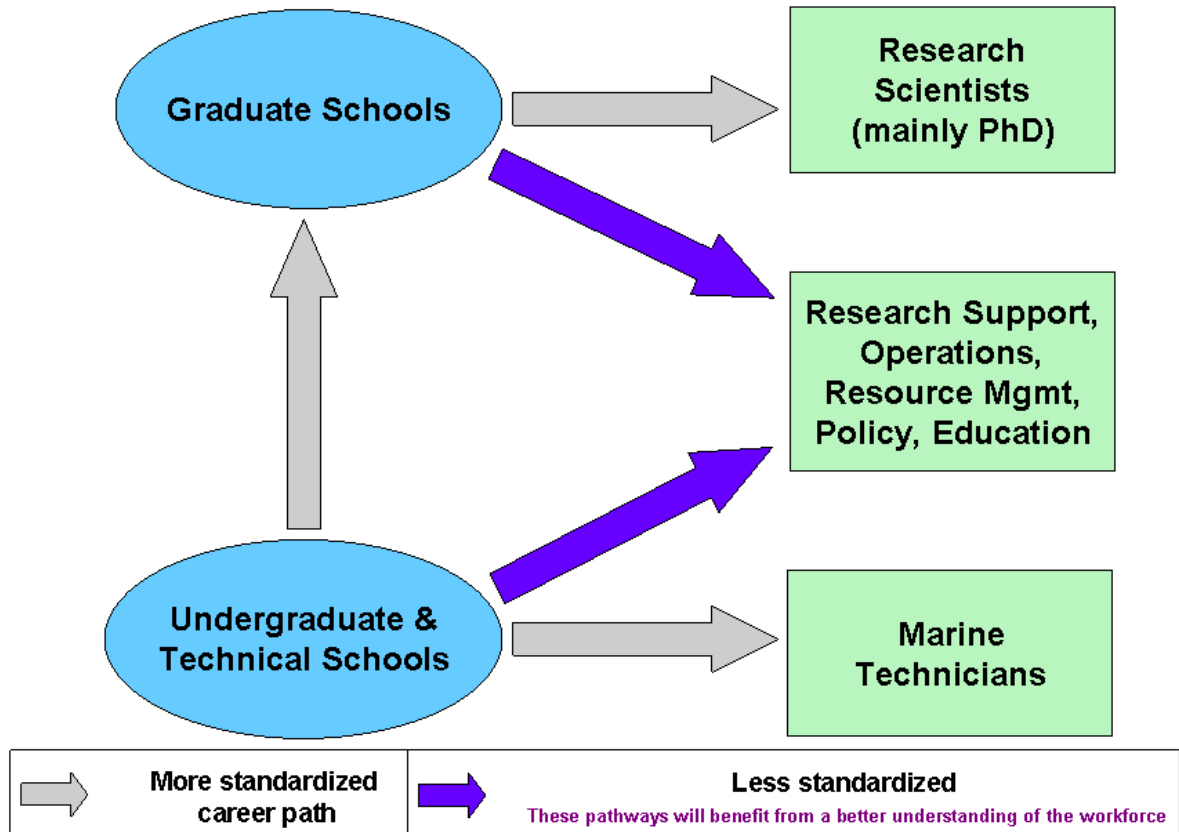 Graduate Schools
Research
Scientists
(mainly PhD)
Research Support,
Operations,
Resource Mgmt,
Policy, Education
Undergraduate &
Technical Schools
Marine
Technicians
More standardized
career path
Less standardized
These pathways will benefit from a better understanding of the workforce